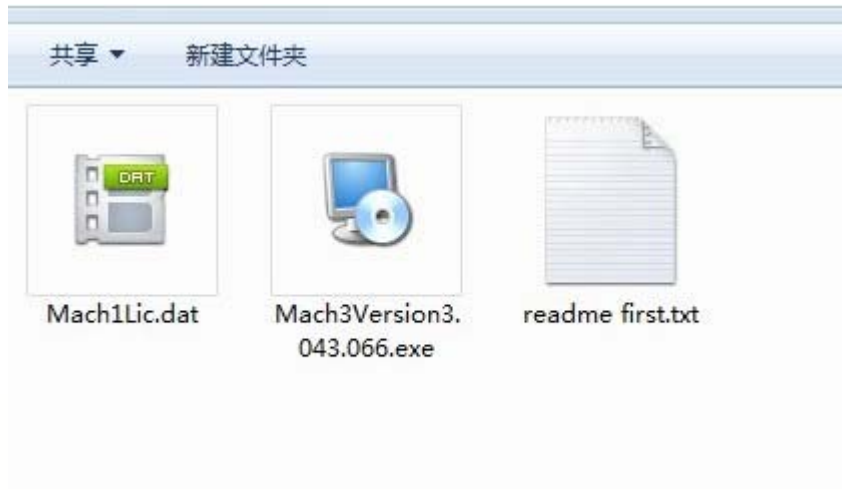 共享
新建文件夹
DAT
Mach1Lic.dat
Mach3Version3.
043.066.exe
readme first.txt